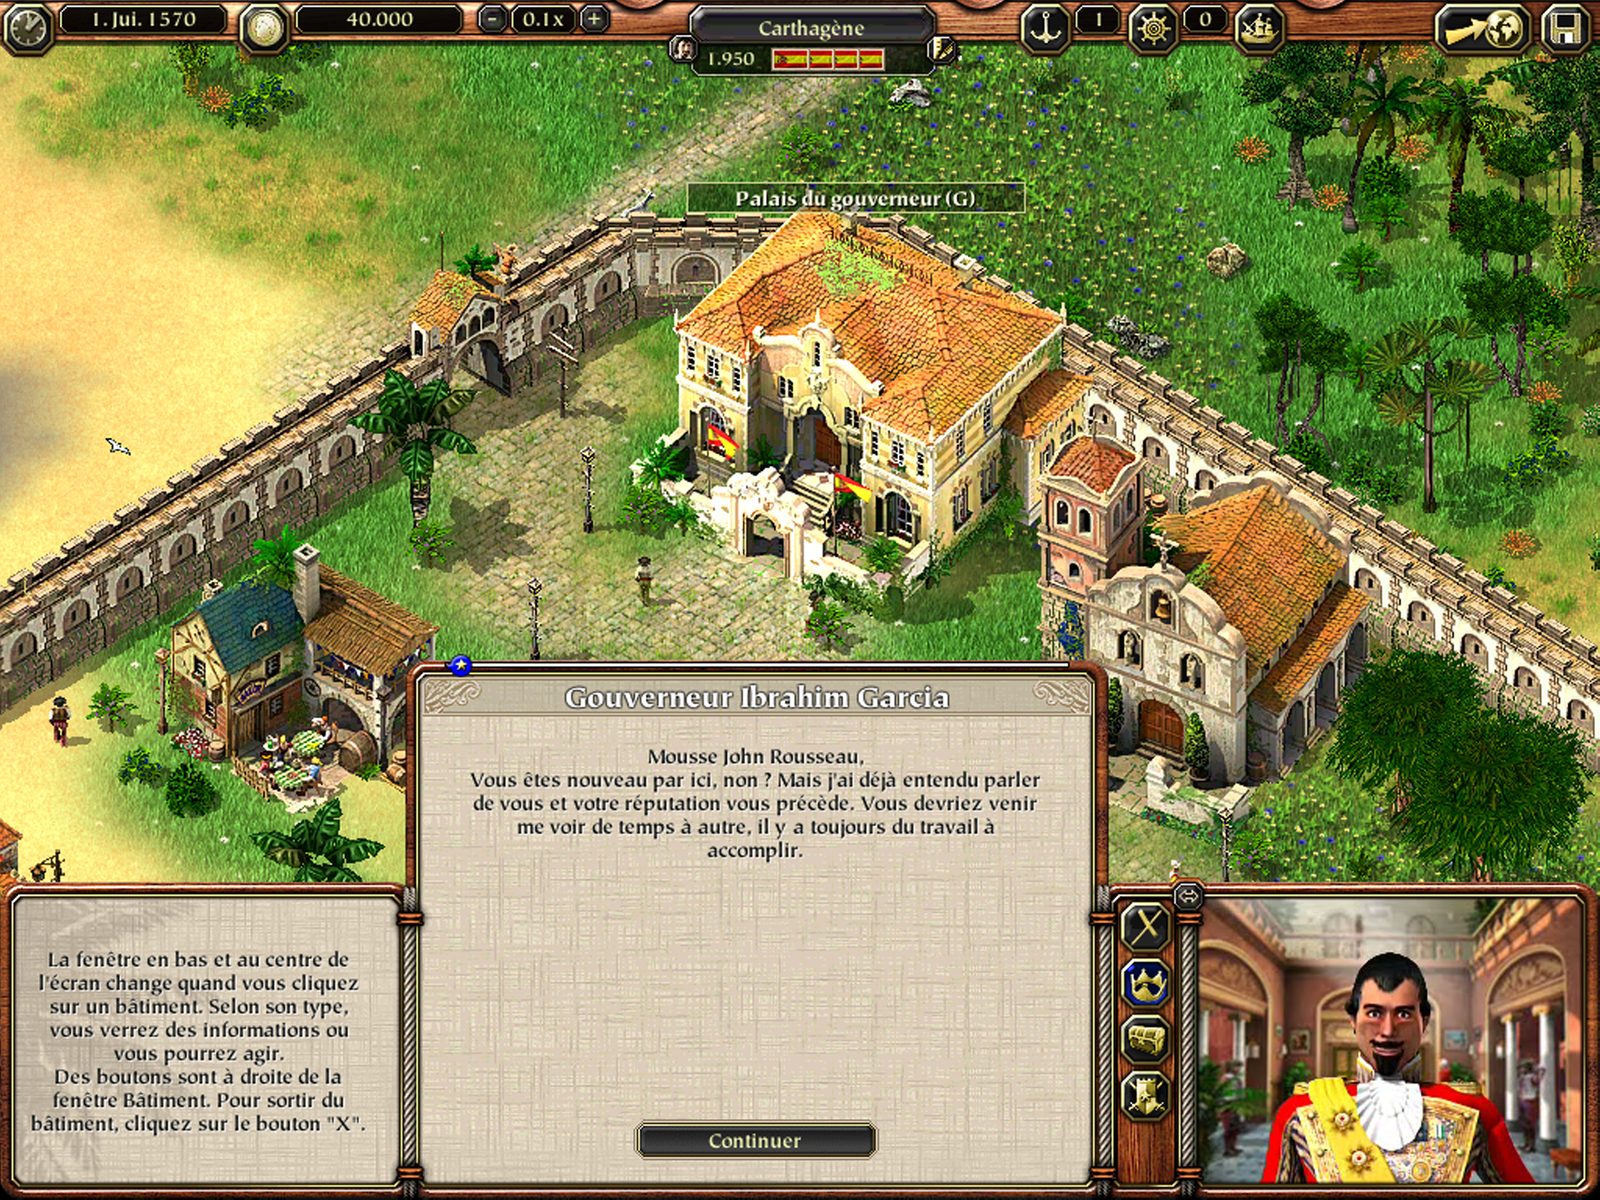 1. Jui. 1570
40.000
-
0.1x
+
Carthagène
1.950
1
0
Palais du gouverneur (G)
Gouverneur Ibrahim Garcia
Mousse John Rousseau,
Vous êtes nouveau par ici, non ? Mais j'ai déjà entendu parler
de vous et votre réputation vous précède. Vous devriez venir
me voir de temps à autre, il y a toujours du travail à
accomplir.
Continuer
La fenêtre en bas et au centre de
l'écran change quand vous cliquez
sur un bâtiment. Selon son type,
vous verrez des informations ou
vous pourrez agir.
Des boutons sont à droite de la
fenêtre Bâtiment. Pour sortir du
bâtiment, cliquez sur le bouton "X".